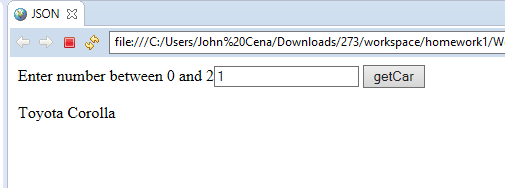 JSON
file:///C:/Users/John%20Cena/Downloads/273/workspace/homework1/W
Enter number between 0 and 2 1 getCar
Toyota Corolla